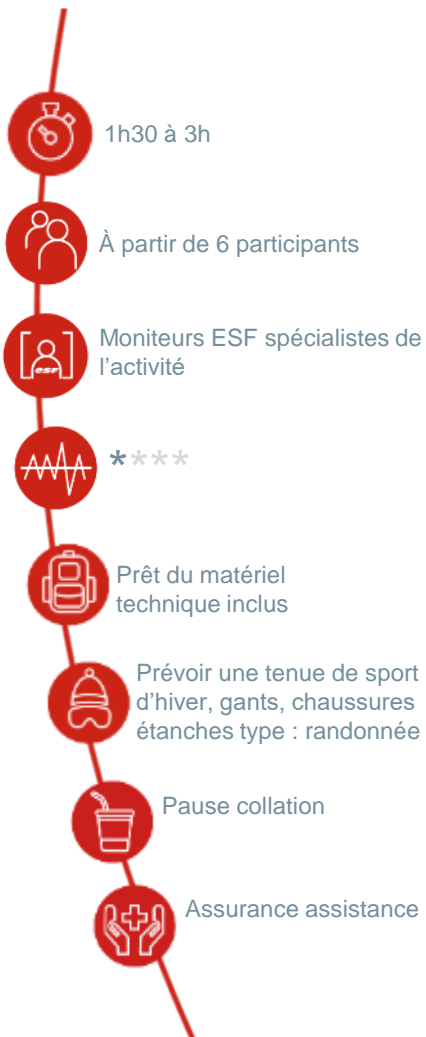 1h30 à 3h
À partir de 6 participants
Moniteurs ESF spécialistes de
l'activité
esf
****
Prêt du matériel
technique inclus
Prévoir une tenue de sport
d'hiver, gants, chaussures
étanches type : randonnée
Pause collation
Assurance assistance